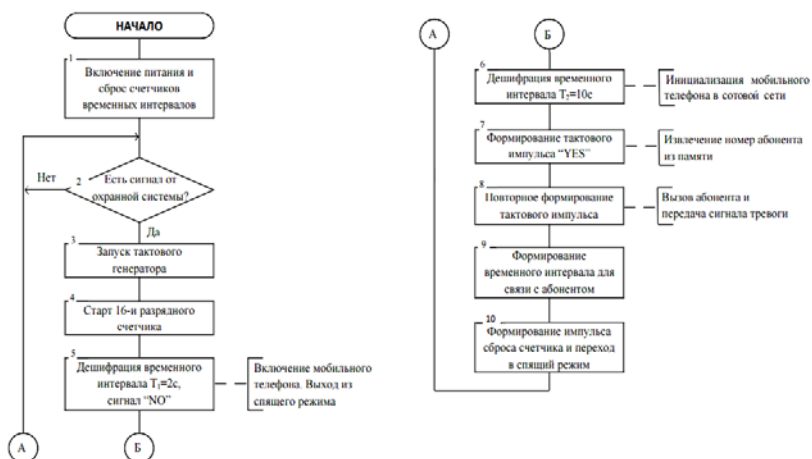 НАЧАЛО
1
Включение питания и
сброс счетчиков
временных интервалов
Нет
2
Есть сигнал от
охранной системы?
Да
3
Запуск тактового
генератора
4
Старт 16-и разрядного
счетчика
5
Дешифрация временного
интервала T1=2с,
сигнал “NO”
Включение мобильного
телефона. Выход из
спящего режима
А
Б
А
Б
6
Дешифрация временного
интервала T2=10с
Инициализация мобильного
телефона в сотовой сети
7
Формирование тактового
импульса “YES”
Извлечение номер абонента
из памяти
8
Повторное формирование
тактового импульса
Вызов абонента и
передача сигнала тревоги
9
Формирование
временного интервала для
связи с абонентом
10
Формирование импульса
сброса счетчика и переход
в спящий режим